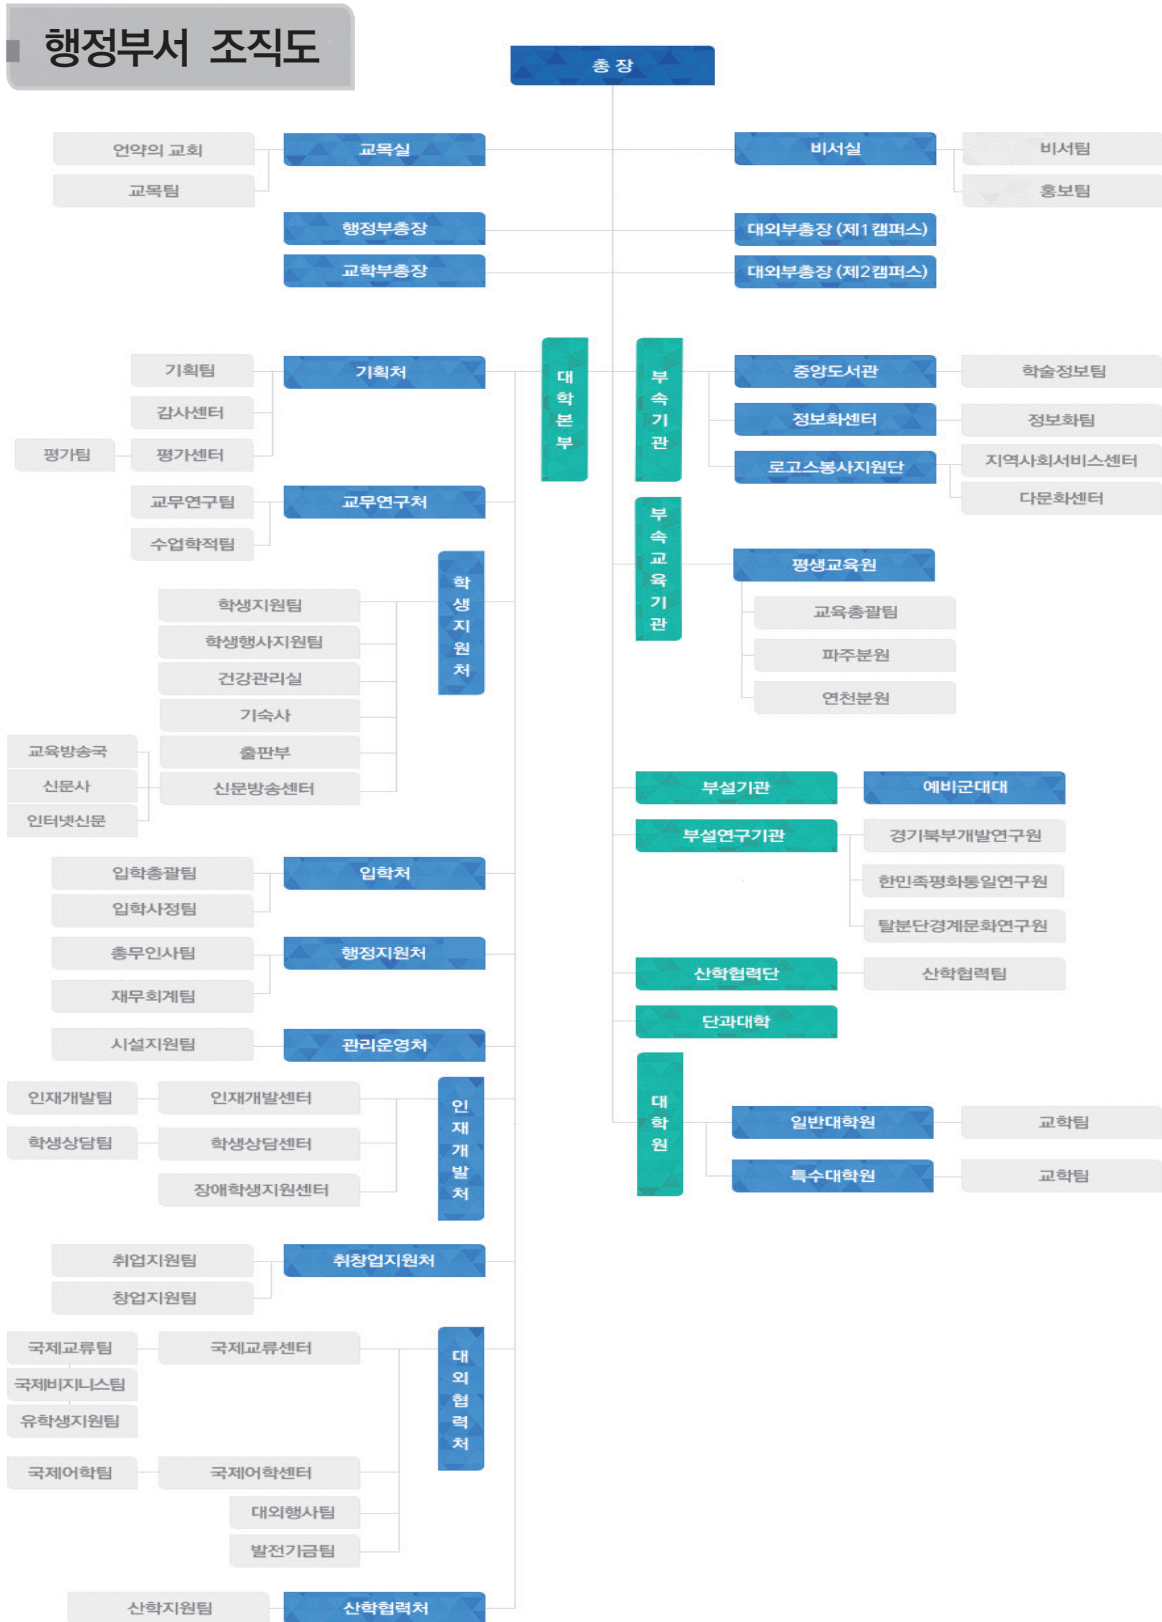 행정부서 조직도
총장
언약의 교회
교목실
교목팀
비서실
비서팀
홍보팀
행정부총장
대외부총장 (제1캠퍼스)
교학부총장
대외부총장 (제2캠퍼스)
대학본부
기획팀
기획처
감사센터
평가팀
평가센터
교무연구팀
교무연구처
수업학적팀
학생지원처
학생지원팀
학생행사지원팀
건강관리실
기숙사
출판부
교육방송국
신문사
신문방송센터
인터넷신문
입학총괄팀
입학처
입학사정팀
총무인사팀
행정지원처
재무회계팀
시설지원팀
관리운영처
인재개발팀
인재개발센터
인재개발처
학생상담팀
학생상담센터
장애학생지원센터
취업지원팀
취창업지원처
창업지원팀
국제교류팀
국제교류센터
대외협력처
국제비지니스팀
유학생지원팀
국제어학팀
국제어학센터
대외행사팀
발전기금팀
산학지원팀
산학협력처
부속기관
중앙도서관
학술정보팀
정보화센터
정보화팀
로고스봉사지원단
지역사회서비스센터
다문화센터
부속교육기관
평생교육원
교육총괄팀
파주분원
연천분원
부설기관
예비군대대
부설연구기관
경기북부개발연구원
한민족평화통일연구원
탈분단경계문화연구원
산학협력단
산학협력팀
단과대학
대학원
일반대학원
교학팀
특수대학원
교학팀